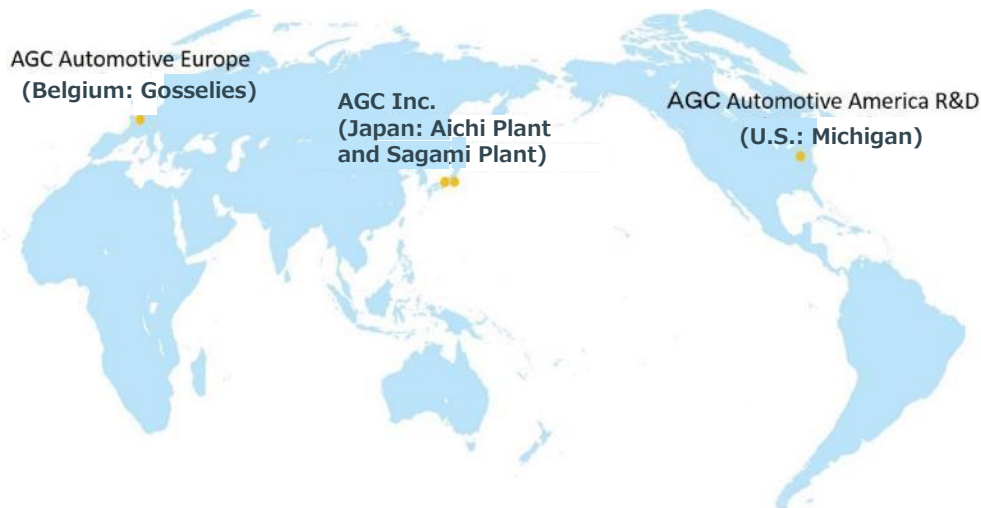 AGC Automotive Europe
(Belgium: Gosselies)
AGC Inc.
(Japan: Aichi Plant
and Sagami Plant)
AGC Automotive America R&D
(U.S.: Michigan)